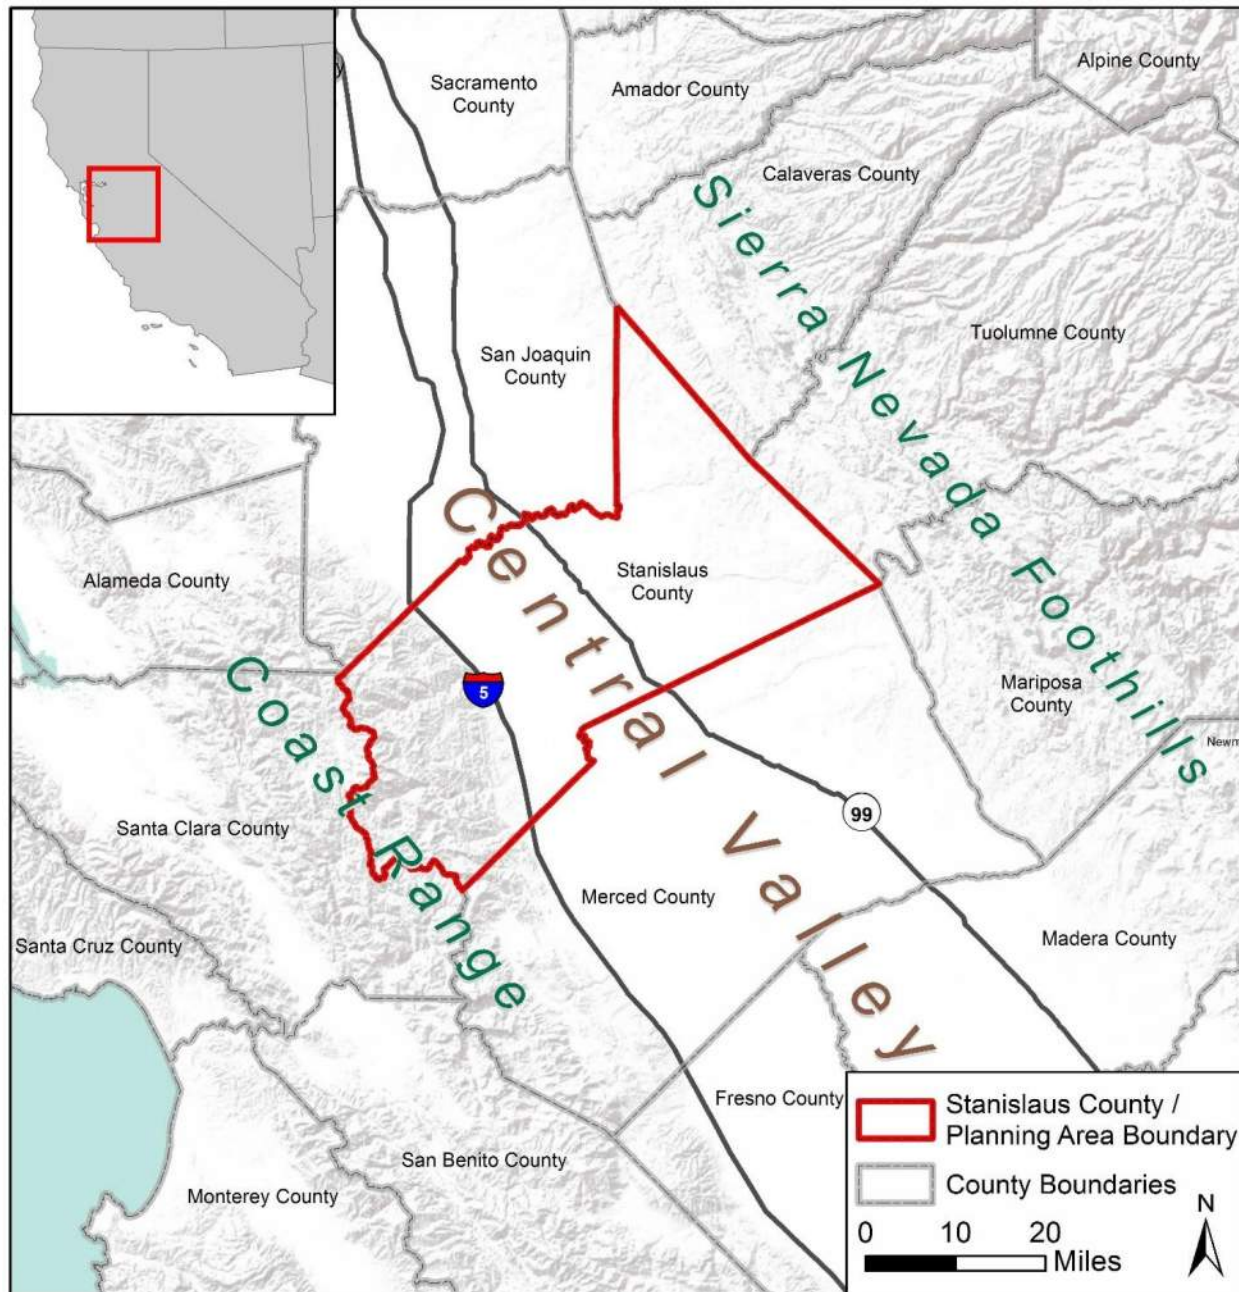 Sacramento
County
Amador County
Alpine County
Calaveras County
Sierra Nevada Foothills
Tuolumne County
San Joaquin
County
Central Valley
Stanislaus
County
Alameda County
Coast Range
5
Mariposa
County
99
Santa Clara County
Merced County
Santa Cruz County
Madera County
Fresno County
San Benito County
Monterey County
Stanislaus County /
Planning Area Boundary
County Boundaries
N
0 10 20
Miles